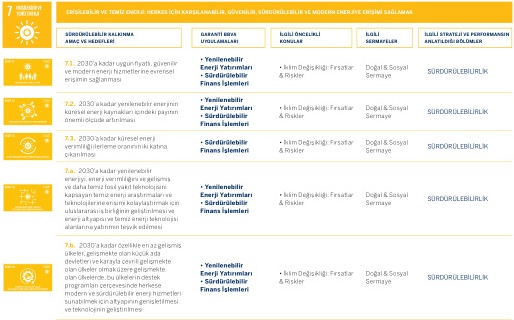 7 ERİŞİLEBİLİR VE TEMİZ ENERJİ
ERİŞİLEBİLİR VE TEMİZ ENERJİ: HERKES İÇİN KARŞILANABİLİR, GÜVENİLİR, SÜRDÜRÜLEBİLİR VE MODERN ENERJİYE ERİŞİMİ SAĞLAMAK
SÜRDÜRÜLEBİLİR KALKINMA
AMAÇ VE HEDEFLERİ
GARANTİ BBVA
UYGULAMALARI
İLGİLİ ÖNCELİKLİ
KONULAR
İLGİLİ
SERMAYELER
İLGİLİ STRATEJİ VE PERFORMANSIN
ANLATILDIĞI BÖLÜMLER
7.1. 2030'a kadar uygun fiyatlı, güvenilir
ve modern enerji hizmetlerine evrensel
erişimin sağlanması
• Yenilenebilir
Enerji Yatırımları
• Sürdürülebilir
Finans İşlemleri
• İklim Değişikliği: Fırsatlar
& Riskler
Doğal & Sosyal
Sermaye
SÜRDÜRÜLEBİLİRLİK
7.2. 2030'a kadar yenilenebilir enerjinin
küresel enerji kaynakları içindeki payının
önemli ölçüde artırılması
• Yenilenebilir
Enerji Yatırımları
• Sürdürülebilir
Finans İşlemleri
• İklim Değişikliği: Fırsatlar
& Riskler
Doğal & Sosyal
Sermaye
SÜRDÜRÜLEBİLİRLİK
7.3. 2030'a kadar küresel enerji
verimliliği ilerleme oranının iki katına
çıkarılması
• Sürdürülebilir
Finans İşlemleri
• İklim Değişikliği: Fırsatlar
& Riskler
Doğal & Sosyal
Sermaye
SÜRDÜRÜLEBİLİRLİK
7.a. 2030'a kadar yenilenebilir
enerjiyi, enerji verimliliğini ve gelişmiş
ve daha temiz fosil yakıt teknolojisini
kapsayan temiz enerji araştırmaları ve
teknolojilerine erişimi kolaylaştırmak için
uluslararası iş birliğinin geliştirilmesi ve
enerji altyapısı ve temiz enerji teknolojisi
alanlarına yatırımın teşvik edilmesi
• Yenilenebilir
Enerji Yatırımları
• Sürdürülebilir
Finans İşlemleri
• İklim Değişikliği: Fırsatlar
& Riskler
Doğal & Sosyal
Sermaye
SÜRDÜRÜLEBİLİRLİK
7.b. 2030'a kadar özellikle en az gelişmiş
ülkeler, gelişmekte olan küçük ada
devletleri ve karayla çevrili gelişmekte
olan ülkeler olmak üzere gelişmekte
olan ülkelerde, bu ülkelerin destek
programları çerçevesinde herkese
modern ve sürdürülebilir enerji hizmetleri
sunabilmek için altyapının genişletilmesi
ve teknolojinin geliştirilmesi
• Yenilenebilir
Enerji Yatırımları
• Sürdürülebilir
Finans İşlemleri
• İklim Değişikliği: Fırsatlar
& Riskler
Doğal & Sosyal
Sermaye
SÜRDÜRÜLEBİLİRLİK